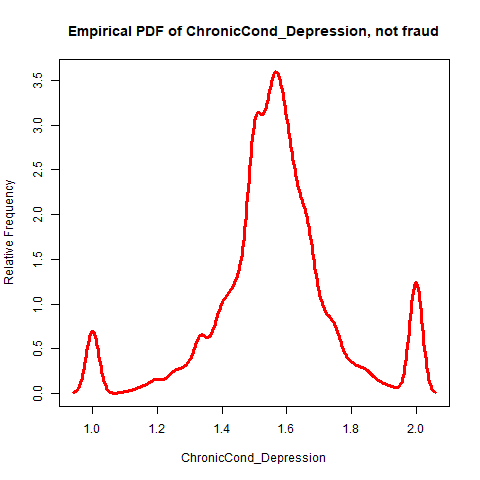 Empirical PDF of ChronicCond_Depression, not fraud
Relative Frequency
3.5
3.0
2.5
2.0
1.5
1.0
0.5
0.0
1.0 1.2 1.4 1.6 1.8 2.0
ChronicCond_Depression